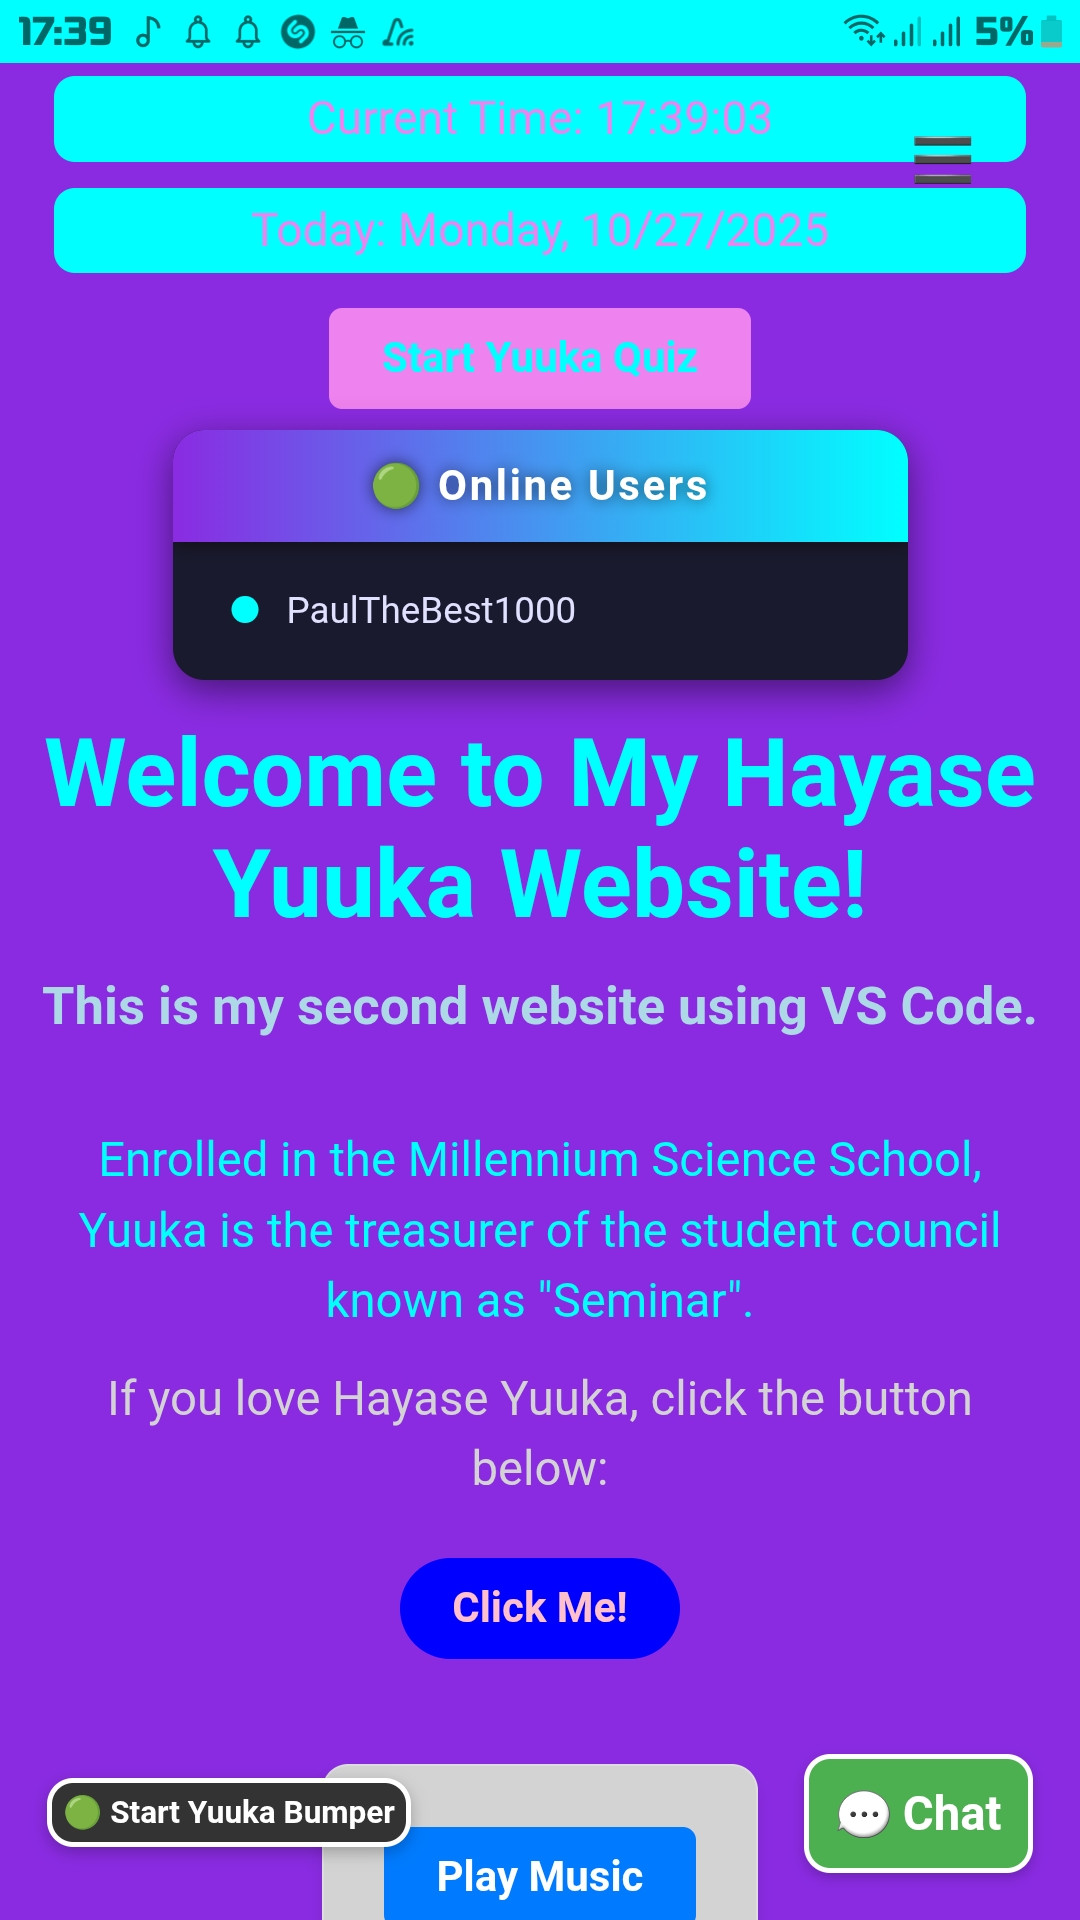 17:39
5%
Current Time: 17:39:03
Today: Monday, 10/27/2025
Start Yuuka Quiz
Online Users
PaulTheBest1000
Welcome to My Hayase
Yuuka Website!
This is my second website using VS Code.
Enrolled in the Millennium Science School,
Yuuka is the treasurer of the student council
known as "Seminar".
If you love Hayase Yuuka, click the button
below:
Click Me!
Start Yuuka Bumper
Chat
Play Music